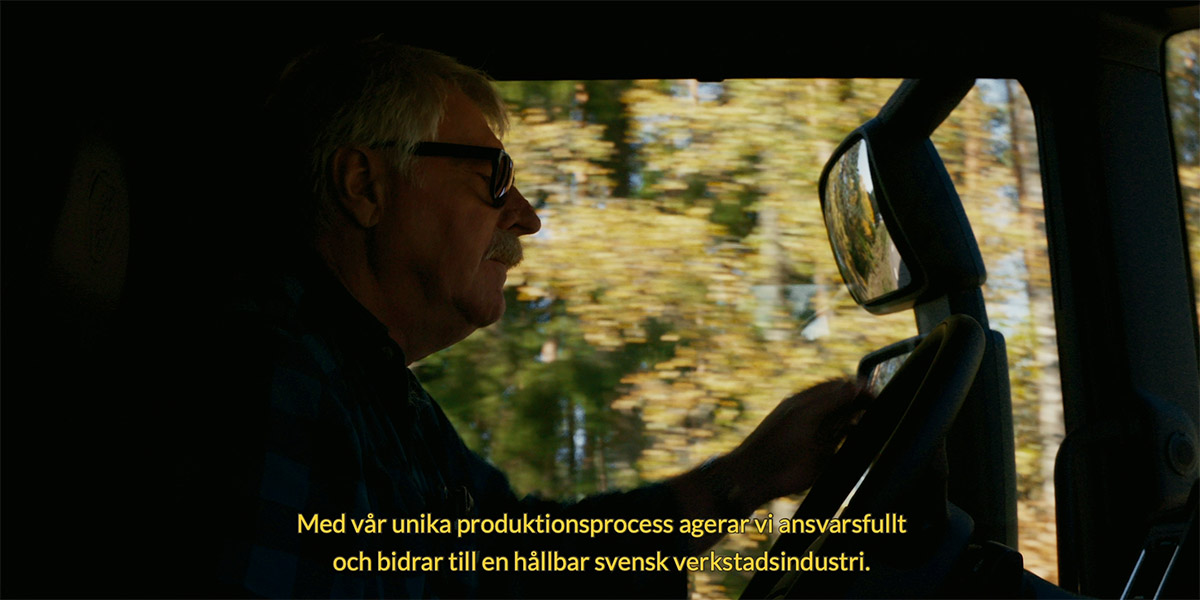 Med vår unika produktionsprocess agerar vi ansvarsfullt
och bidrar till en hållbar svensk verkstadsindustri.